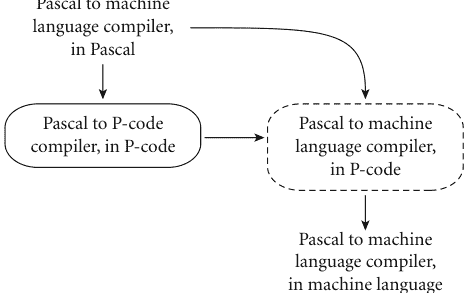 Pascal to machine
language compiler,
in Pascal
Pascal to P-code
compiler, in P-code
Pascal to machine
language compiler,
in P-code
Pascal to machine
language compiler,
in machine language